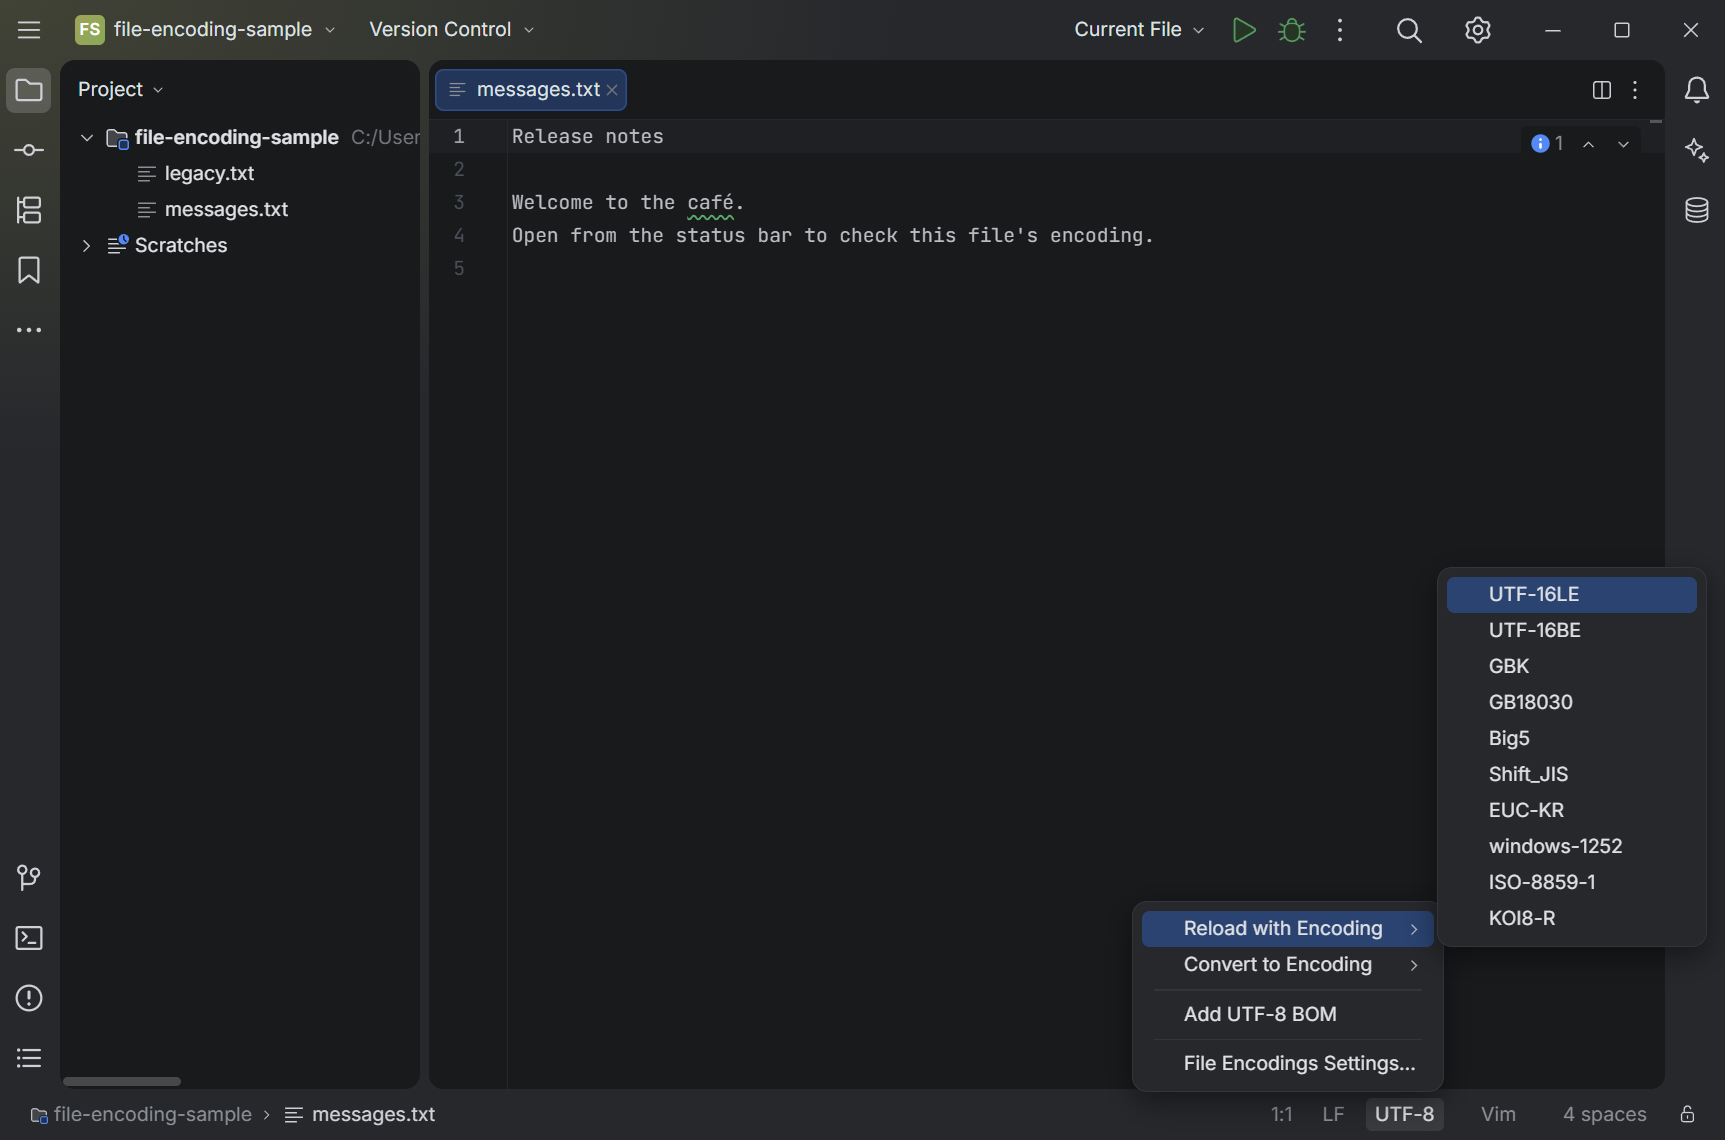 FS file-encoding-sample Version Control Current File
Project
messages.txt
file-encoding-sample C:/User
legacy.txt
messages.txt
Scratches
1 Release notes
1
2
3 Welcome to the café.
4 Open from the status bar to check this file's encoding.
5
UTF-16LE
UTF-16BE
GBK
GB18030
Big5
Shift_JIS
EUC-KR
windows-1252
ISO-8859-1
KOI8-R
Reload with Encoding
Convert to Encoding
Add UTF-8 BOM
File Encodings Settings...
file-encoding-sample messages.txt 1:1 LF UTF-8 Vim 4 spaces